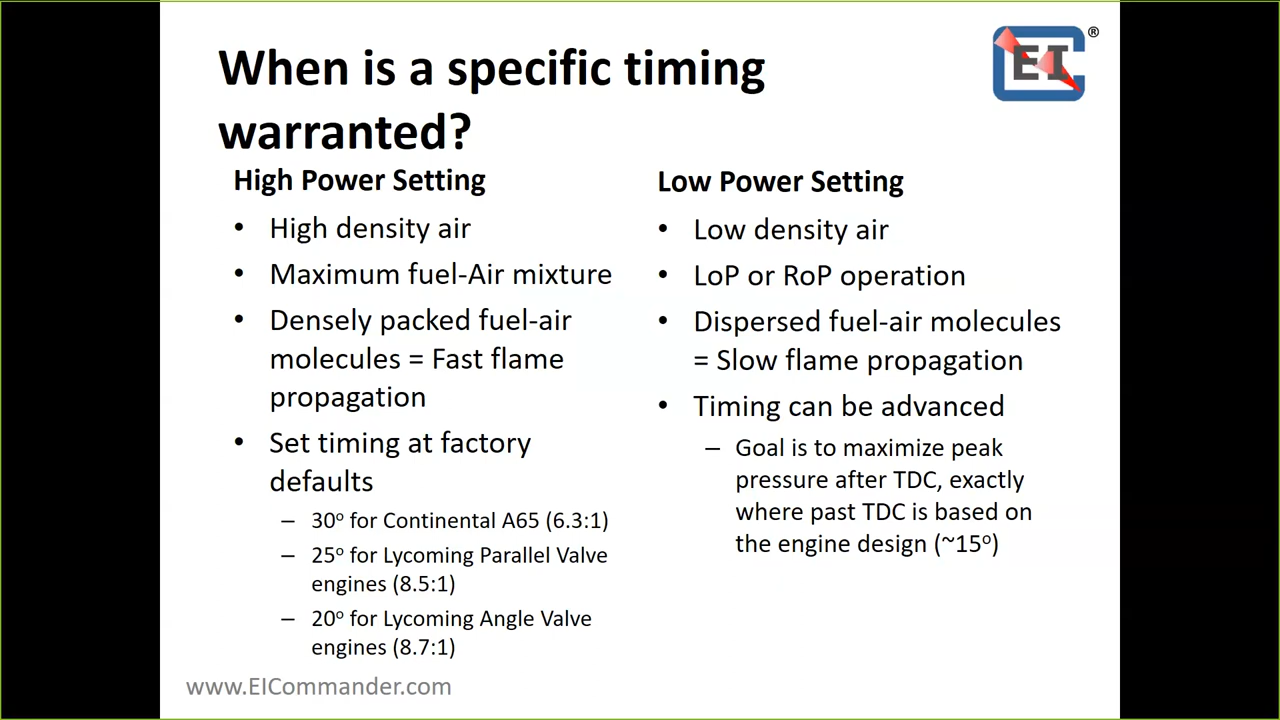 When is a specific timing
warranted?
EI
®
High Power Setting
• High density air
• Maximum fuel-Air mixture
• Densely packed fuel-air
molecules = Fast flame
propagation
• Set timing at factory
defaults
– 30º for Continental A65 (6.3:1)
– 25º for Lycoming Parallel Valve
engines (8.5:1)
– 20º for Lycoming Angle Valve
engines (8.7:1)
Low Power Setting
• Low density air
• LoP or RoP operation
• Dispersed fuel-air molecules
= Slow flame propagation
• Timing can be advanced
– Goal is to maximize peak
pressure after TDC, exactly
where past TDC is based on
the engine design (~15º)
www.EICommander.com